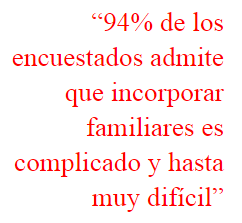 “94% de los
encuestados admite
que incorporar
familiares es
complicado y hasta
muy difícil”